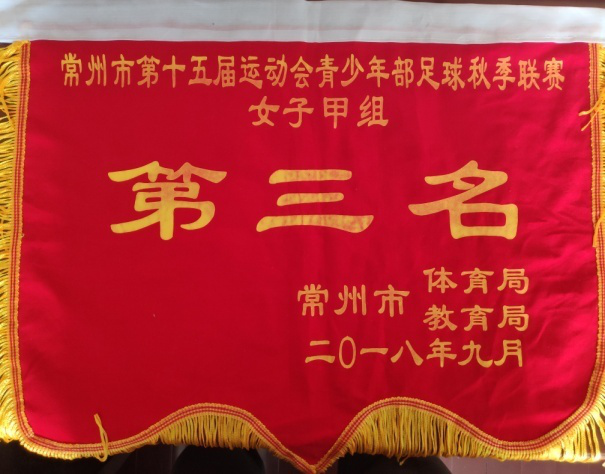 常州市第十五届运动会青少年部足球秋季联赛
女子甲组
第三名
常州市 体育局
教育局
二〇一八年九月